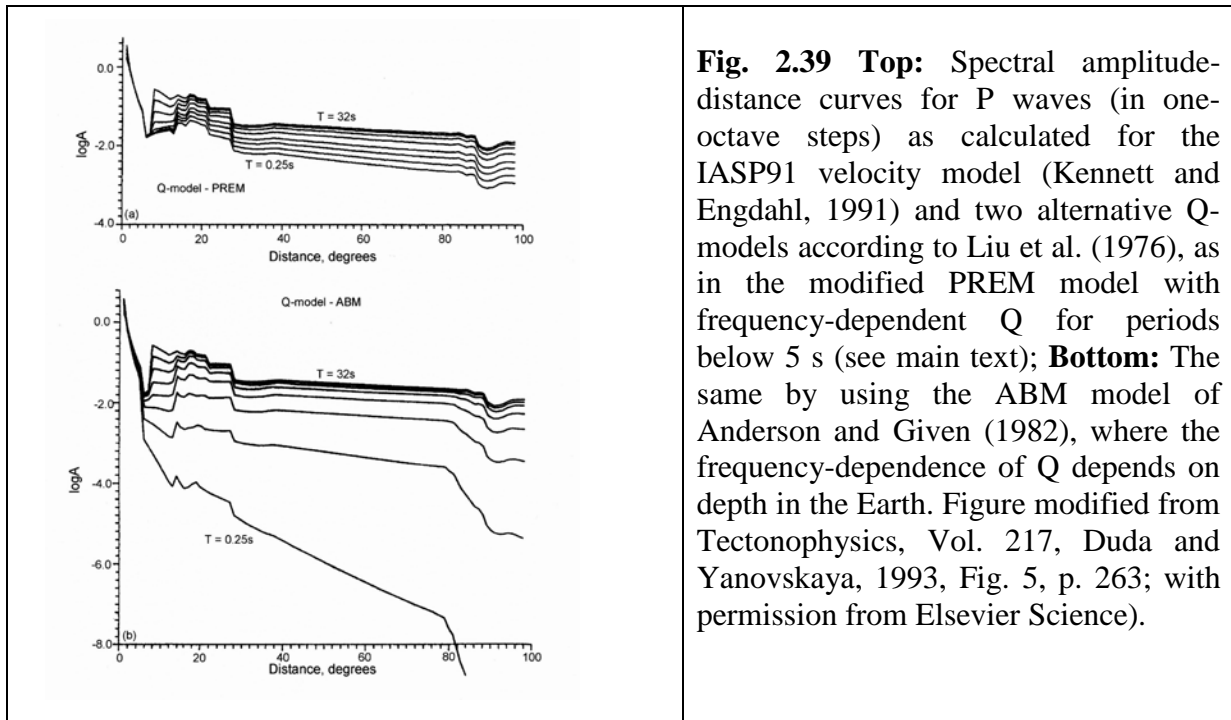 0.0
T = 32s
-2.0
logA
T = 0.25s
Q-model - PREM
-4.0
(a)
0 20 40 60 80 100
Distance, degrees
Q-model - ABM
0.0
T = 32s
-2.0
logA
-4.0
T = 0.25s
-6.0
(b)
-8.0
0 20 40 60 80 100
Distance, degrees
Fig. 2.39 Top: Spectral amplitude-
distance curves for P waves (in one-
octave steps) as calculated for the
IASP91 velocity model (Kennett and
Engdahl, 1991) and two alternative Q-
models according to Liu et al. (1976), as
in the modified PREM model with
frequency-dependent Q for periods
below 5 s (see main text); Bottom: The
same by using the ABM model of
Anderson and Given (1982), where the
frequency-dependence of Q depends on
depth in the Earth. Figure modified from
Tectonophysics, Vol. 217, Duda and
Yanovskaya, 1993, Fig. 5, p. 263; with
permission from Elsevier Science).